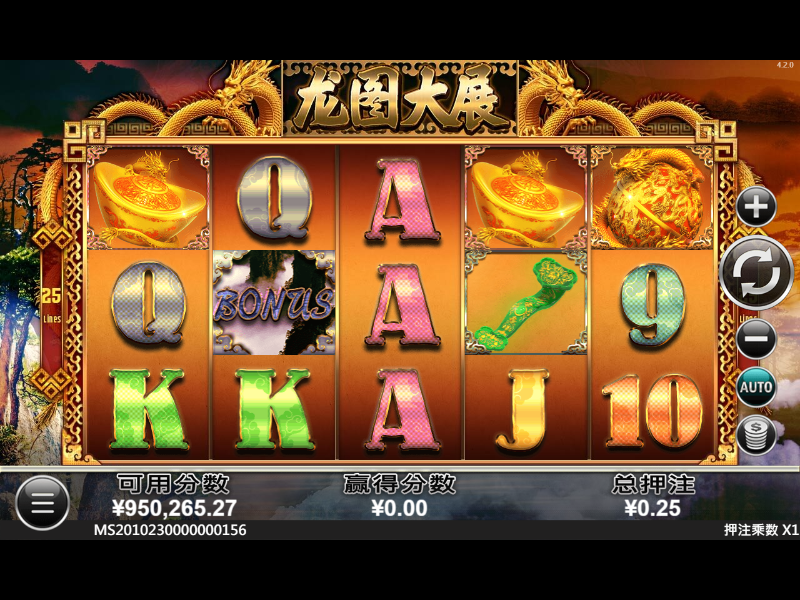 4.2.0
龙图大展
Q A
Q BONUS A 9
25
LINES LINES
K K A J 10
AUTO
可用分数 赢得分数 总押注
¥950,265.27 ¥0.00 ¥0.25
MS2010230000000156 押注乘数 X1